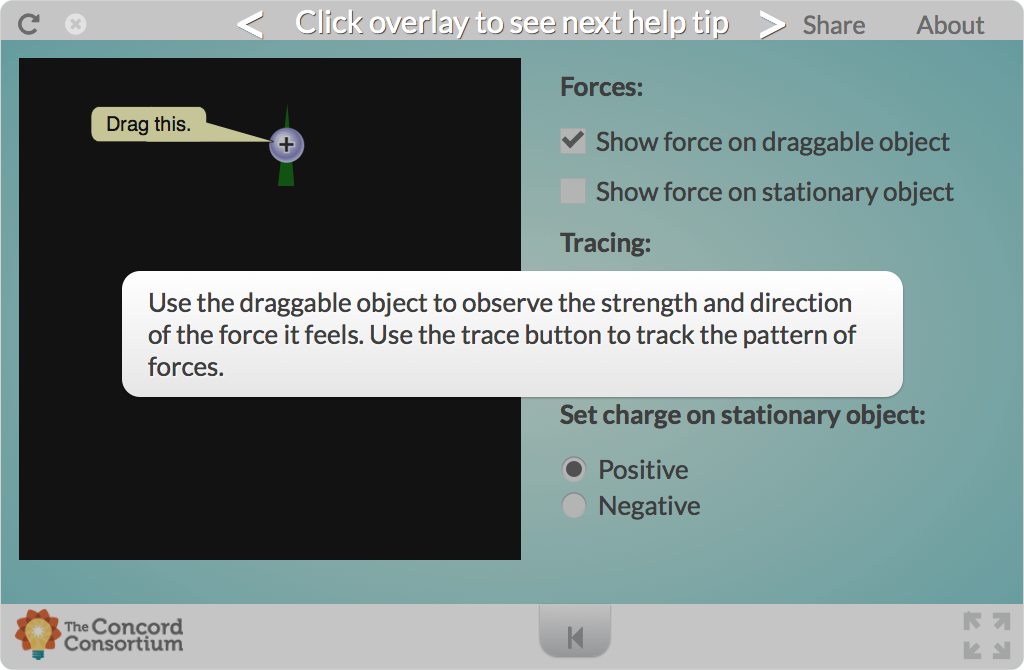 < Click overlay to see next help tip > Share About
Drag this.
+
Forces:
Show force on draggable object
Show force on stationary object
Tracing:
Use the draggable object to observe the strength and direction
of the force it feels. Use the trace button to track the pattern of
forces.
Set charge on stationary object:
Positive
Negative
The Concord
Consortium